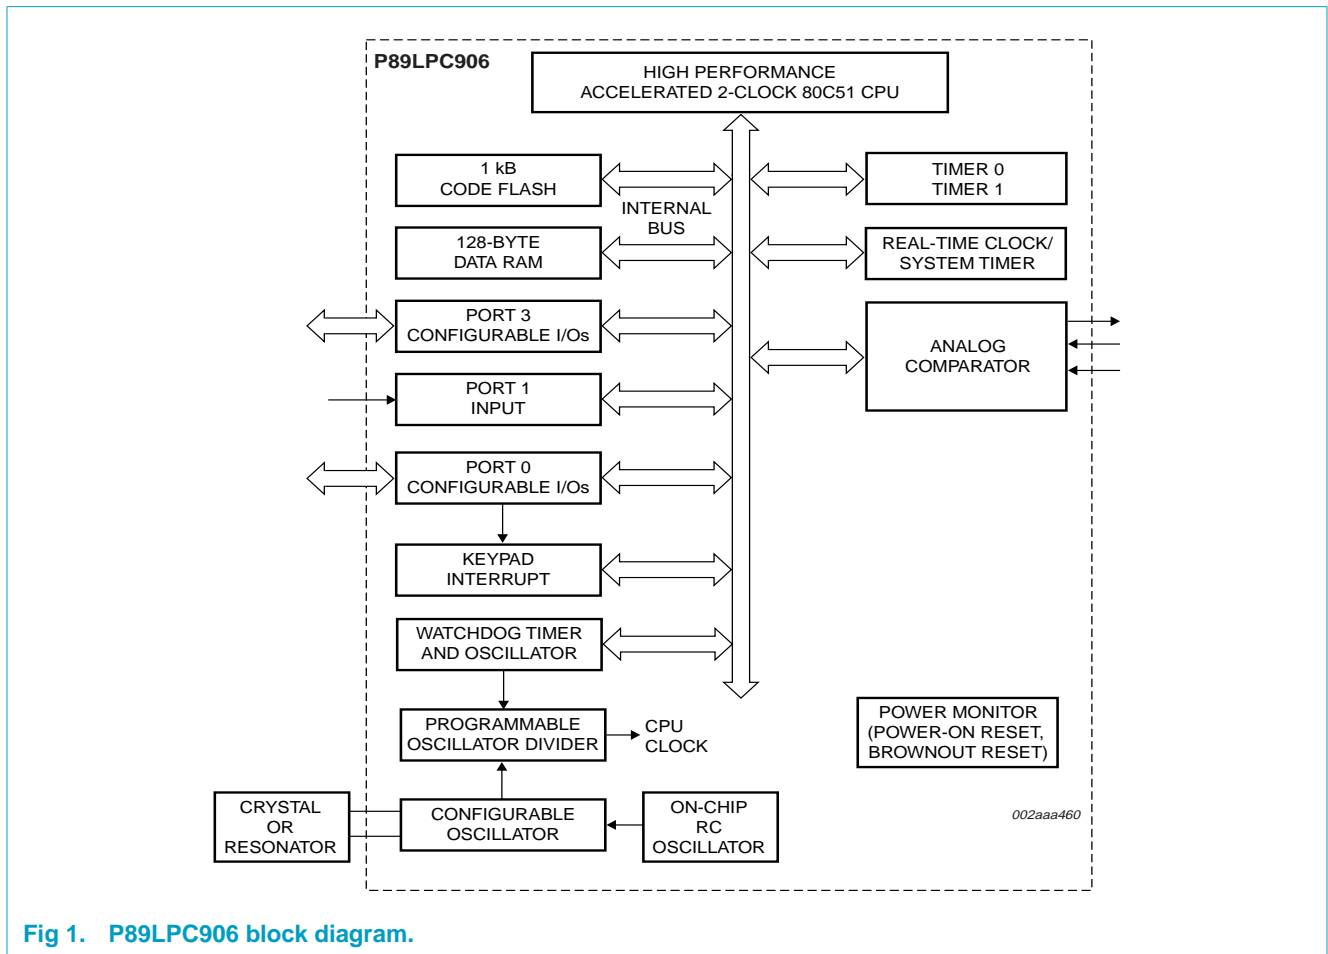 P89LPC906
HIGH PERFORMANCE
ACCELERATED 2-CLOCK 80C51 CPU
1 kB
CODE FLASH
TIMER 0
TIMER 1
INTERNAL
BUS
128-BYTE
DATA RAM
REAL-TIME CLOCK/
SYSTEM TIMER
PORT 3
CONFIGURABLE I/Os
ANALOG
COMPARATOR
PORT 1
INPUT
PORT 0
CONFIGURABLE I/Os
KEYPAD
INTERRUPT
WATCHDOG TIMER
AND OSCILLATOR
PROGRAMMABLE
OSCILLATOR DIVIDER
CPU
CLOCK
POWER MONITOR
(POWER-ON RESET,
BROWNOUT RESET)
CRYSTAL
OR
RESONATOR
CONFIGURABLE
OSCILLATOR
ON-CHIP
RC
OSCILLATOR
002aaa460
Fig 1. P89LPC906 block diagram.